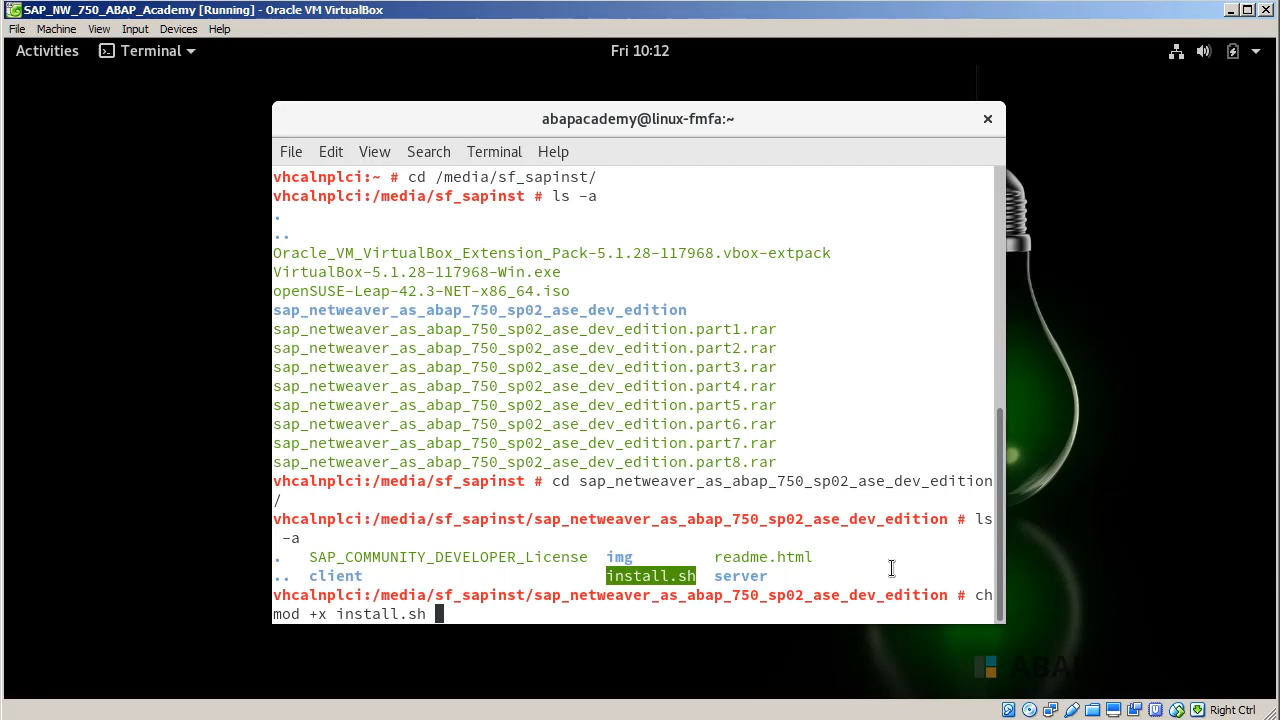 SAP_NW_750_ABAP_Academy [Running] - Oracle VM VirtualBox
File Machine View Input Devices Help
Activities Terminal Fri 10:12
abapacademy@linux-fmfa:~
File Edit View Search Terminal Help
vhcalnplci:~ # cd /media/sf_sapinst/
vhcalnplci:/media/sf_sapinst # ls -a
.
..
Oracle_VM_VirtualBox_Extension_Pack-5.1.28-117968.vbox-extpack
VirtualBox-5.1.28-117968-Win.exe
openSUSE-Leap-42.3-NET-x86_64.iso
sap_netweaver_as_abap_750_sp02_ase_dev_edition
sap_netweaver_as_abap_750_sp02_ase_dev_edition.part1.rar
sap_netweaver_as_abap_750_sp02_ase_dev_edition.part2.rar
sap_netweaver_as_abap_750_sp02_ase_dev_edition.part3.rar
sap_netweaver_as_abap_750_sp02_ase_dev_edition.part4.rar
sap_netweaver_as_abap_750_sp02_ase_dev_edition.part5.rar
sap_netweaver_as_abap_750_sp02_ase_dev_edition.part6.rar
sap_netweaver_as_abap_750_sp02_ase_dev_edition.part7.rar
sap_netweaver_as_abap_750_sp02_ase_dev_edition.part8.rar
vhcalnplci:/media/sf_sapinst # cd sap_netweaver_as_abap_750_sp02_ase_dev_edition
/
vhcalnplci:/media/sf_sapinst/sap_netweaver_as_abap_750_sp02_ase_dev_edition # ls
-a
. SAP_COMMUNITY_DEVELOPER_License img readme.html
.. client install.sh server
vhcalnplci:/media/sf_sapinst/sap_netweaver_as_abap_750_sp02_ase_dev_edition # ch
mod +x install.sh
Right Ctrl